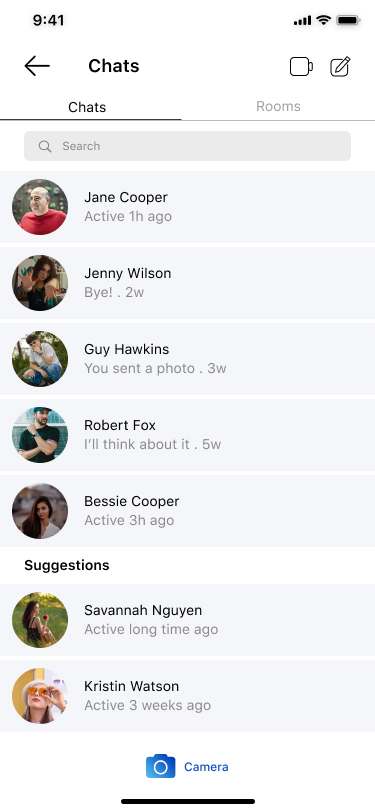 9:41
Chats
Chats
Rooms
Search
Jane Cooper
Active 1h ago
Jenny Wilson
Bye! . 2w
Guy Hawkins
You sent a photo . 3w
Robert Fox
I’ll think about it . 5w
Bessie Cooper
Active 3h ago
Suggestions
Savannah Nguyen
Active long time ago
Kristin Watson
Active 3 weeks ago
Camera